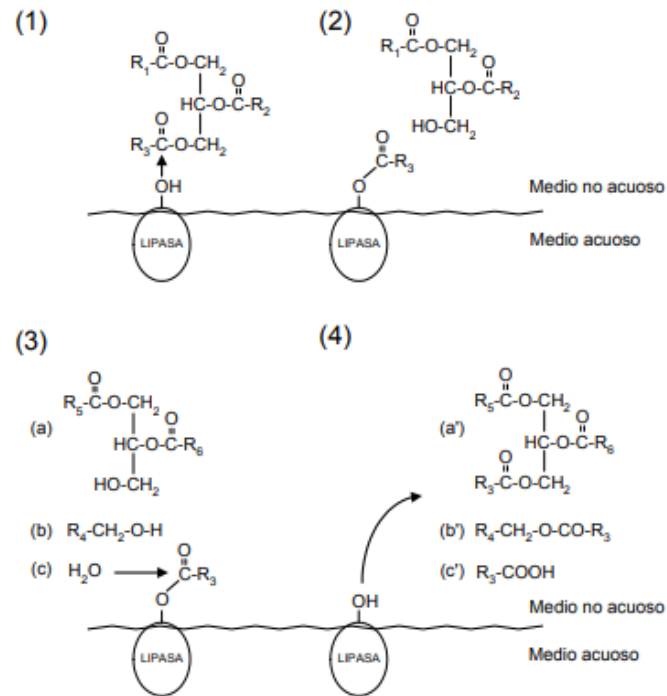 (1)
O
R₁-C-O-CH₂
O
HC-O-C-R₂
O
R₃-C-O-CH₂
OH
LIPASA
(2)
O
R₁-C-O-CH₂
O
HC-O-C-R₂
HO-CH₂
O
C-R₃
O
LIPASA
Medio no acuoso
Medio acuoso
(3)
O
R₅-C-O-CH₂
O
(a) HC-O-C-R₆
HO-CH₂
(b) R₄-CH₂-O-H
(c) H₂O
O
C-R₃
O
LIPASA
(4)
O
R₅-C-O-CH₂
O
(a') HC-O-C-R₆
O
R₃-C-O-CH₂
(b') R₄-CH₂-O-CO-R₃
(c') R₃-COOH
OH
LIPASA
Medio no acuoso
Medio acuoso